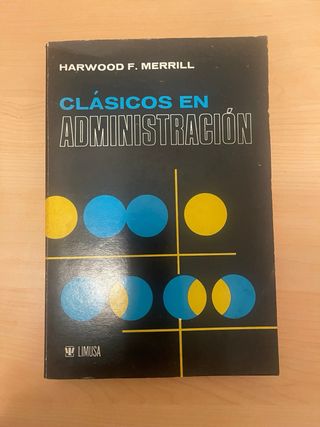 HARWOOD F. MERRILL
CLÁSICOS EN
ADMINISTRACIÓN
LIMUSA